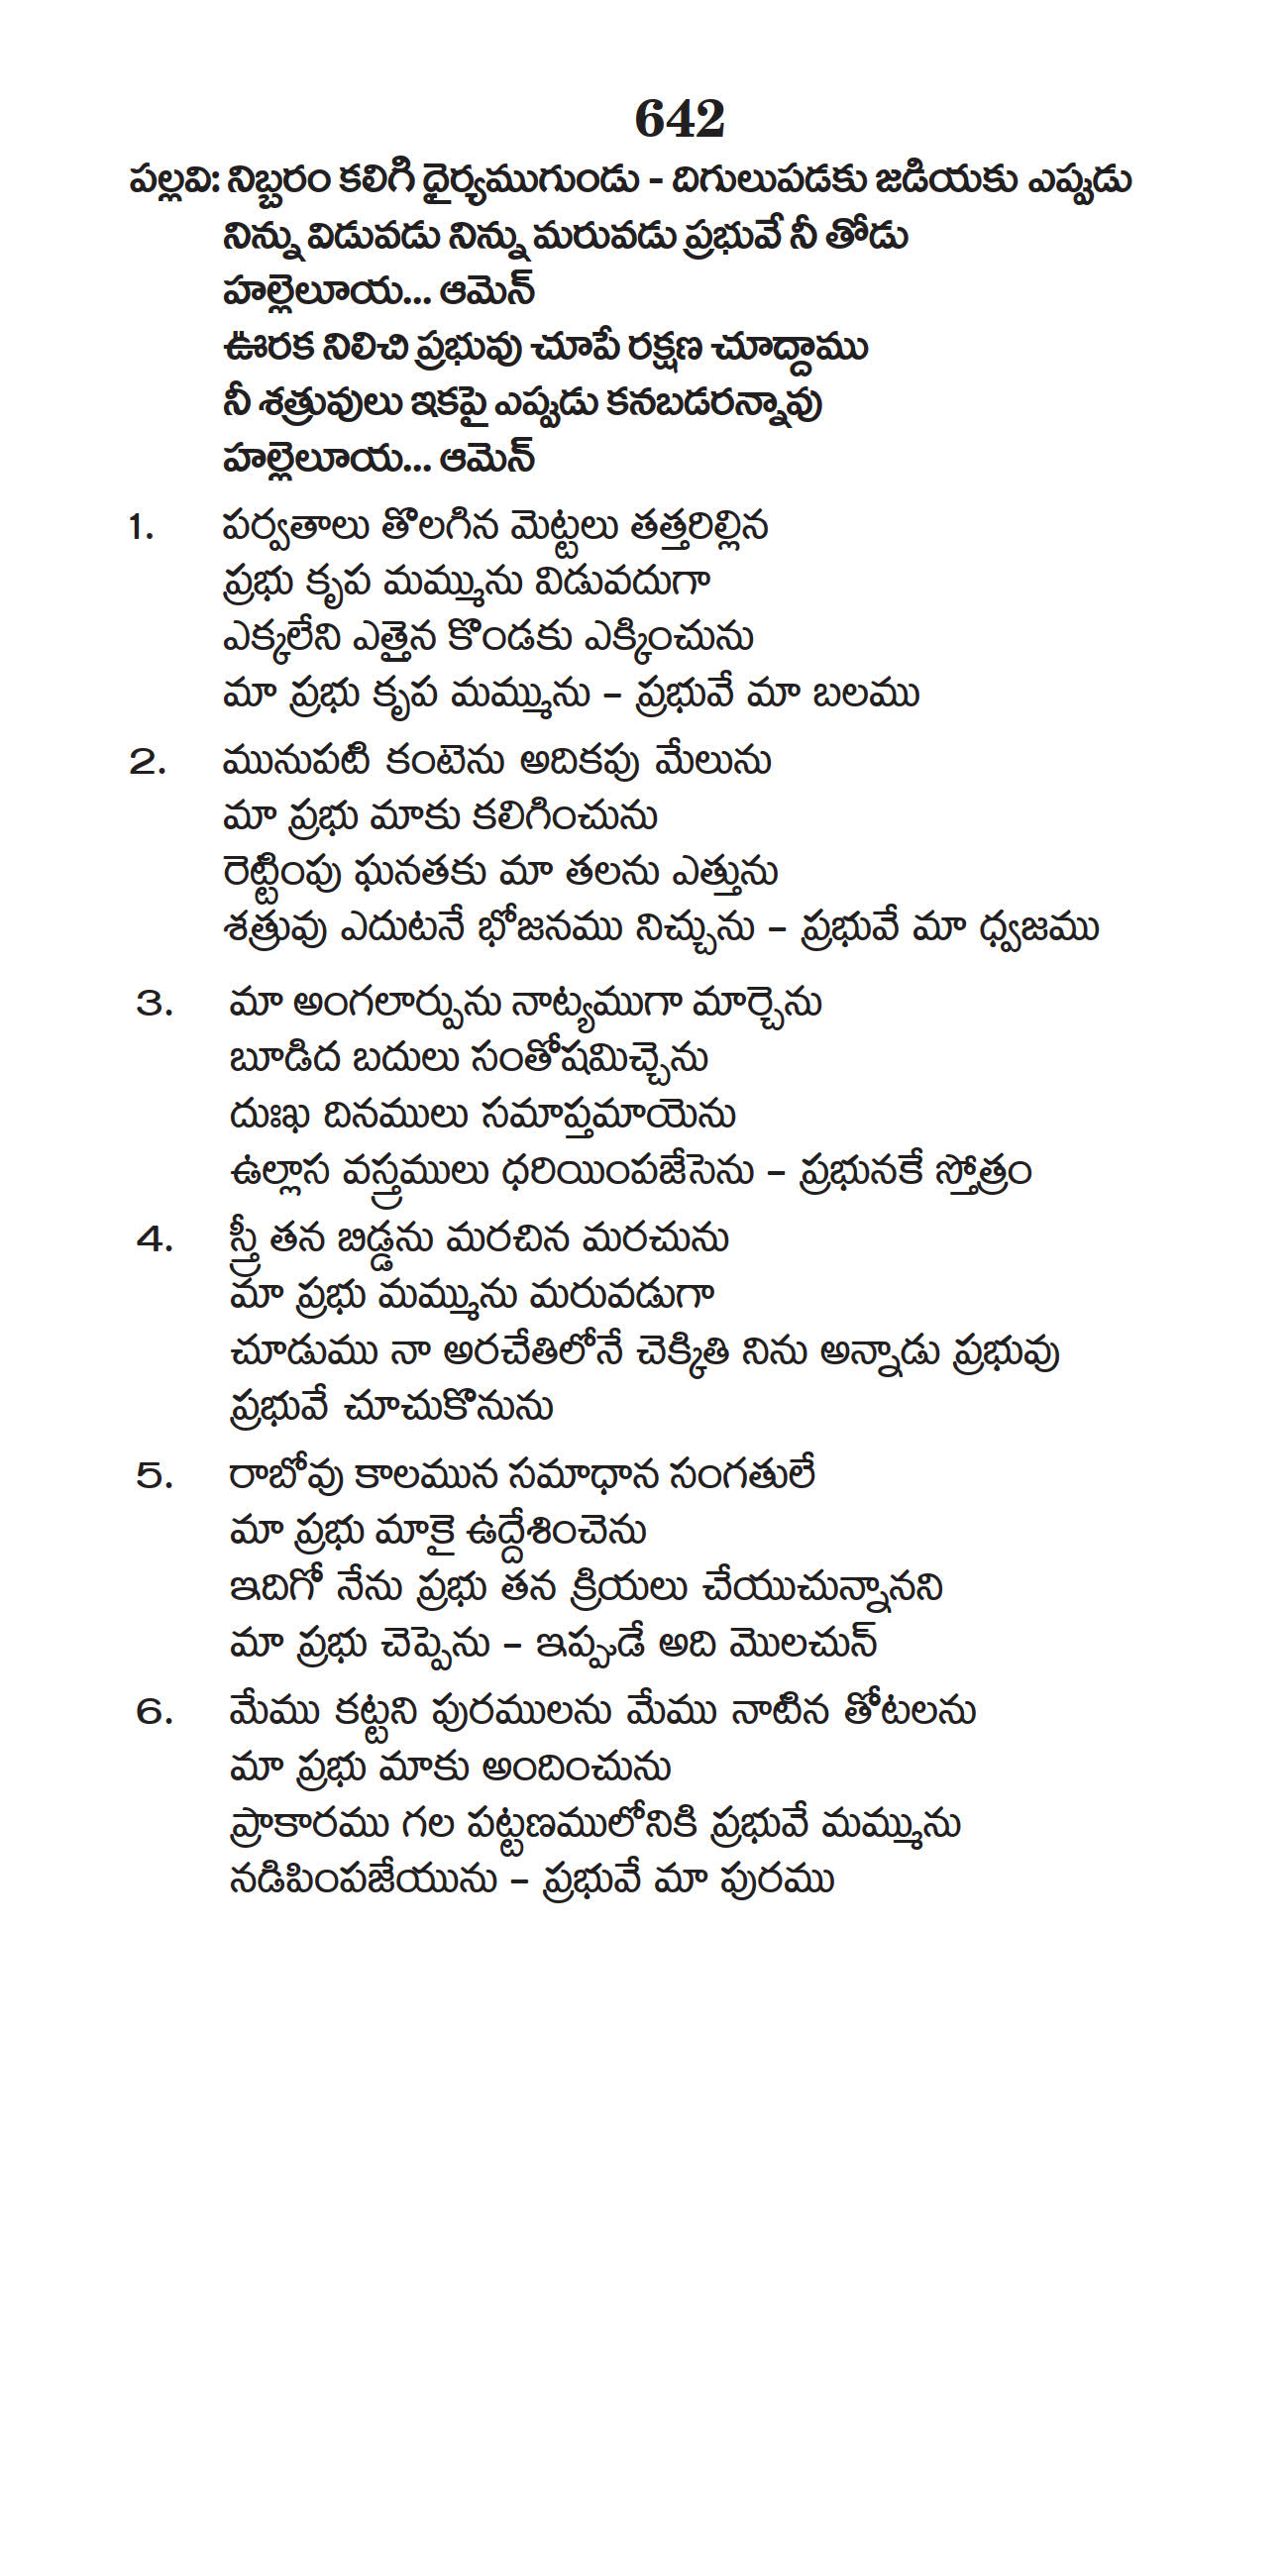 642
పల్లవి: నిబ్బరం కలిగి ధైర్యముగుండు - దిగులుపడకు జడియకు ఎప్పుడు
నిన్ను విడువడు నిన్ను మరువడు ప్రభువే నీ తోడు
హల్లెలూయ... ఆమెన్
ఊరక నిలిచి ప్రభువు చూపే రక్షణ చూద్దాము
నీ శత్రువులు ఇకపై ఎప్పుడు కనబడరన్నావు
హల్లెలూయ... ఆమెన్
1. పర్వతాలు తొలగిన మెట్టలు తత్తరిల్లిన
ప్రభు కృప మమ్మును విడువదుగా
ఎక్కలేని ఎత్తైన కొండకు ఎక్కించును
మా ప్రభు కృప మమ్మును – ప్రభువే మా బలము
2. మునుపటి కంటెను అదికపు మేలును
మా ప్రభు మాకు కలిగించును
రెట్టింపు ఘనతకు మా తలను ఎత్తును
శత్రువు ఎదుటనే భోజనము నిచ్చును – ప్రభువే మా ధ్వజము
3. మా అంగలార్పును నాట్యముగా మార్చెను
బూడిద బదులు సంతోషమిచ్చెను
దుఃఖ దినములు సమాప్తమాయెను
ఉల్లాస వస్త్రములు ధరియింపజేసెను – ప్రభునకే స్తోత్రం
4. స్త్రీ తన బిడ్డను మరచిన మరచును
మా ప్రభు మమ్మును మరువడుగా
చూడుము నా అరచేతిలోనే చెక్కితి నిను అన్నాడు ప్రభువు
ప్రభువే చూచుకొనును
5. రాబోవు కాలమున సమాధాన సంగతులే
మా ప్రభు మాకై ఉద్దేశించెను
ఇదిగో నేను ప్రభు తన క్రియలు చేయుచున్నానని
మా ప్రభు చెప్పెను – ఇప్పుడే అది మొలచున్
6. మేము కట్టని పురములను మేము నాటిన తోటలను
మా ప్రభు మాకు అందించును
ప్రాకారము గల పట్టణములోనికి ప్రభువే మమ్మును
నడిపింపజేయును – ప్రభువే మా పురము